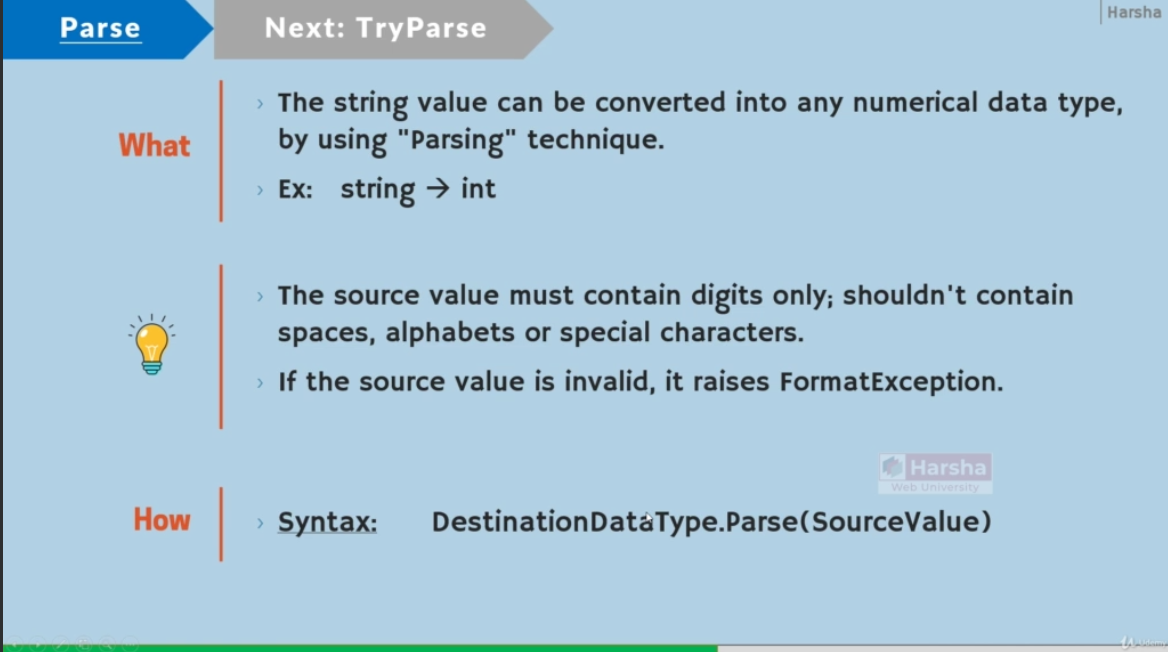 Parse
Next: TryParse
Harsha
What
› The string value can be converted into any numerical data type,
by using "Parsing" technique.
› Ex: string → int
› The source value must contain digits only; shouldn't contain
spaces, alphabets or special characters.
› If the source value is invalid, it raises FormatException.
Harsha
Web University
How
› Syntax: DestinationDataType.Parse(SourceValue)
Udemy